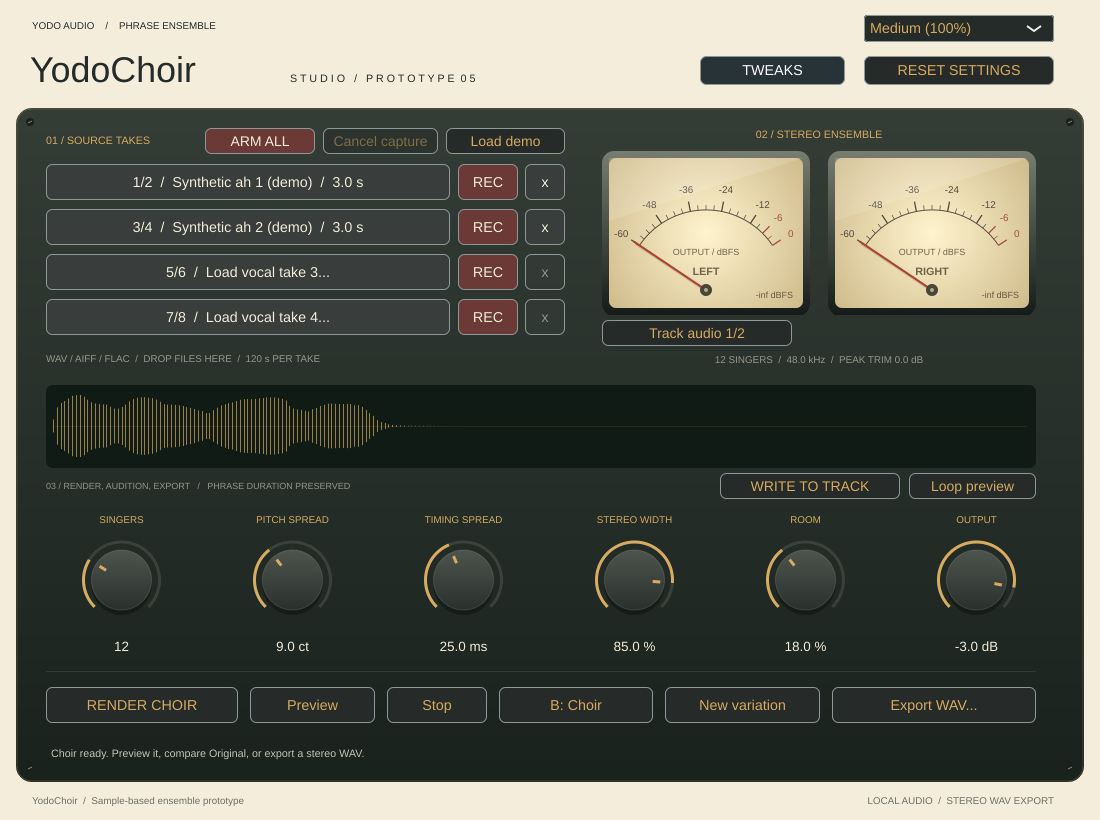 YODO AUDIO / PHRASE ENSEMBLE
Medium (100%)
YodoChoir
STUDIO / PROTOTYPE 05
TWEAKS
RESET SETTINGS
01 / SOURCE TAKES
ARM ALL
Cancel capture
Load demo
1/2 / Synthetic ah 1 (demo) / 3.0 s
REC
x
3/4 / Synthetic ah 2 (demo) / 3.0 s
REC
x
5/6 / Load vocal take 3...
REC
x
7/8 / Load vocal take 4...
REC
x
WAV / AIFF / FLAC / DROP FILES HERE / 120 s PER TAKE
02 / STEREO ENSEMBLE
-60
-48
-36
-24
-12
-6
0
OUTPUT / dBFS
LEFT
-inf dBFS
-60
-48
-36
-24
-12
-6
0
OUTPUT / dBFS
RIGHT
-inf dBFS
Track audio 1/2
12 SINGERS / 48.0 kHz / PEAK TRIM 0.0 dB
03 / RENDER, AUDITION, EXPORT / PHRASE DURATION PRESERVED
WRITE TO TRACK
Loop preview
SINGERS
PITCH SPREAD
TIMING SPREAD
STEREO WIDTH
ROOM
OUTPUT
12
9.0 ct
25.0 ms
85.0 %
18.0 %
-3.0 dB
RENDER CHOIR
Preview
Stop
B: Choir
New variation
Export WAV...
Choir ready. Preview it, compare Original, or export a stereo WAV.
YodoChoir / Sample-based ensemble prototype
LOCAL AUDIO / STEREO WAV EXPORT